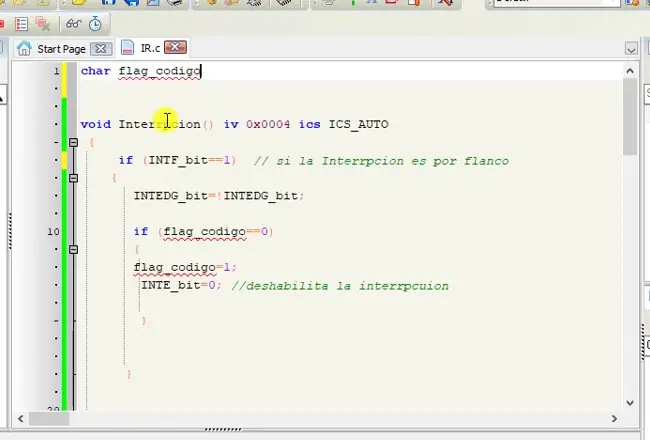 Start Page
IR.c
1 char flag_codigo
void Interrpcion() iv 0x0004 ics ICS_AUTO
{
if (INTF_bit==1) // si la Interrpcion es por flanco
{
INTEDG_bit=!INTEDG_bit;
10 if (flag_codigo==0)
{
flag_codigo=1;
INTE_bit=0; //deshabilita la interrpcuion
}
}
20